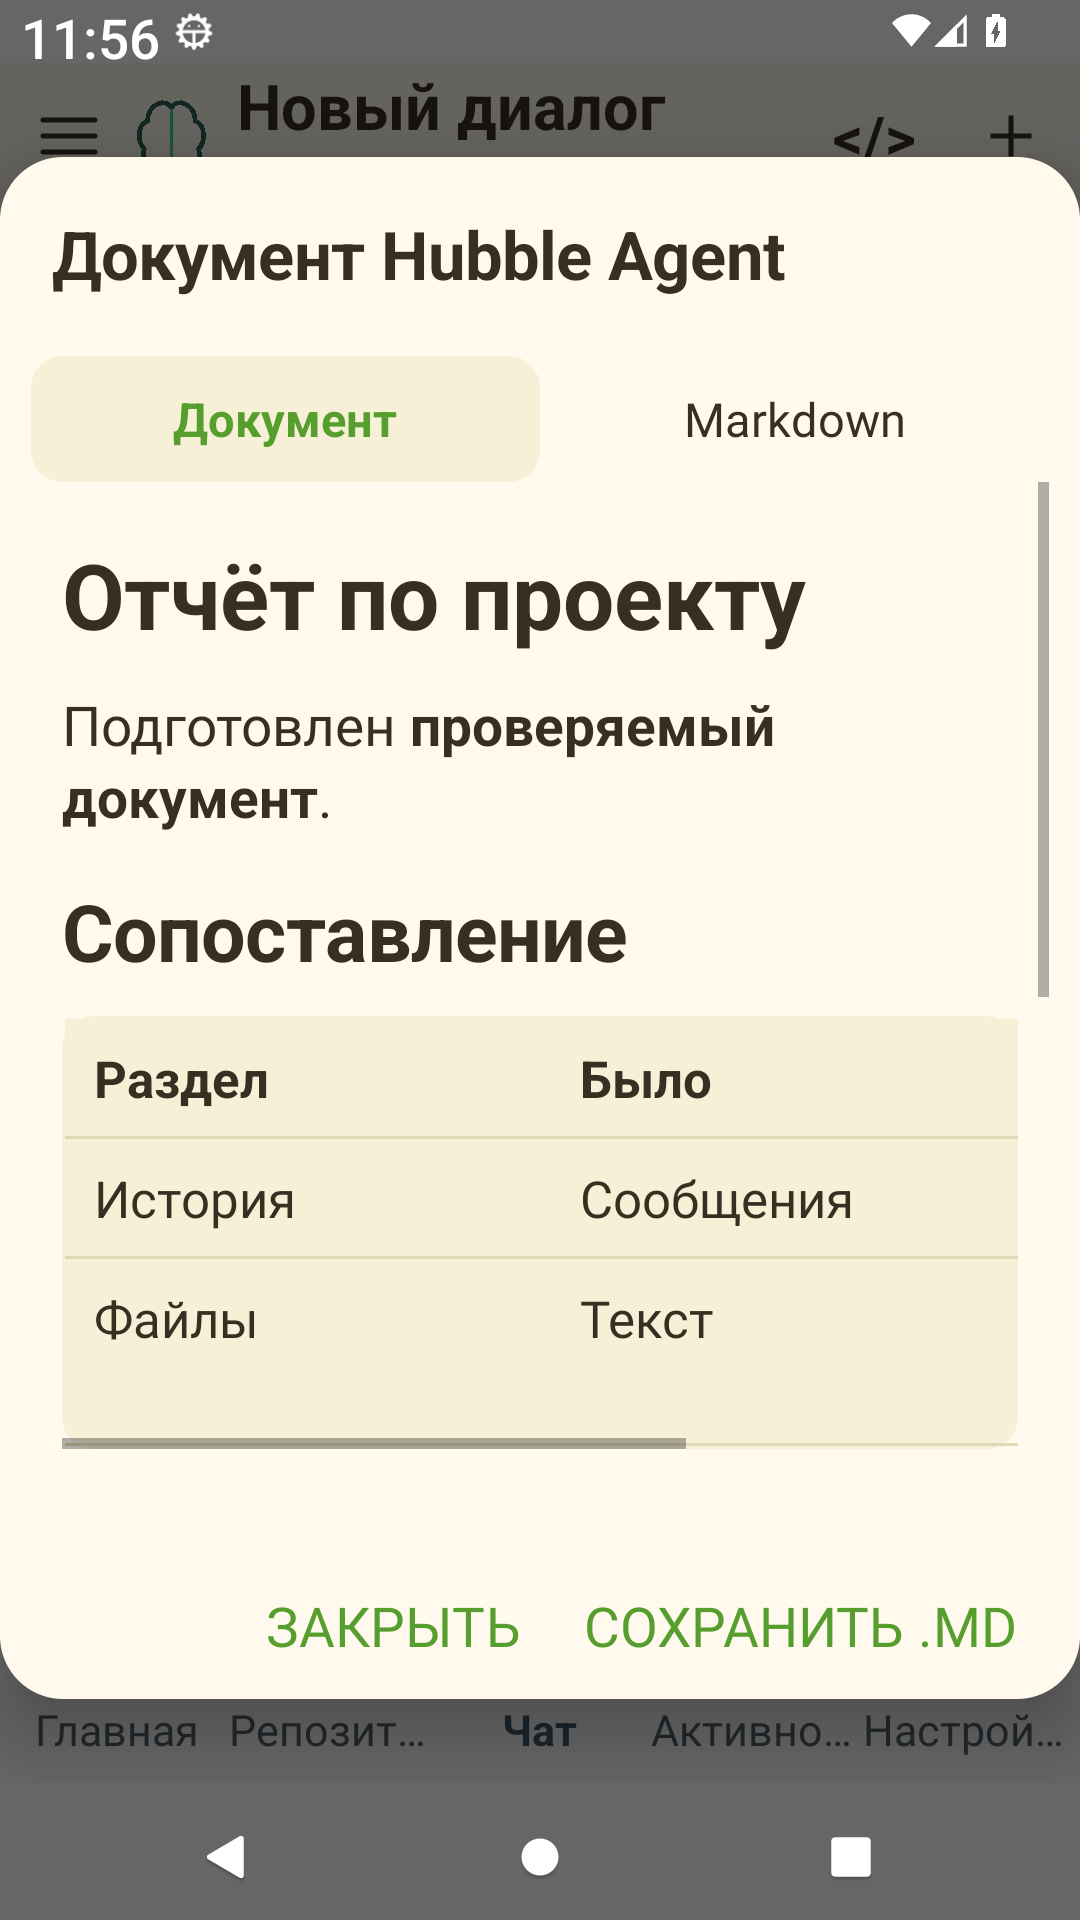 11:56
Новый диалог
</>
Документ Hubble Agent
Документ
Markdown
Отчёт по проекту
Подготовлен проверяемый
документ.
Сопоставление
Раздел Было
История Сообщения
Файлы Текст
ЗАКРЫТЬ СОХРАНИТЬ .MD
Главная Репозит... Чат Активно... Настрой...